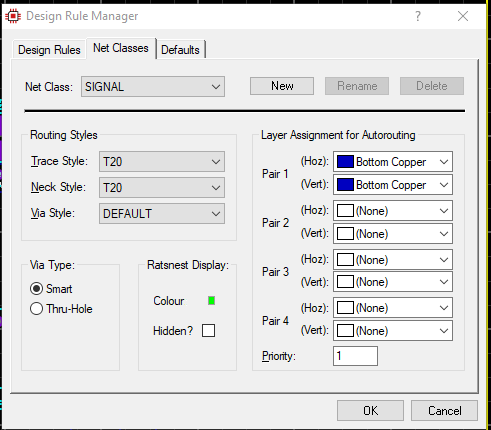 Design Rule Manager ? ×
Design Rules Net Classes Defaults
Net Class: SIGNAL New Rename Delete
Routing Styles
Trace Style: T20
Neck Style: T20
Via Style: DEFAULT
Via Type:
Smart
Thru-Hole
Ratsnest Display:
Colour
Hidden?
Layer Assignment for Autorouting
Pair 1
(Hoz): Bottom Copper
(Vert): Bottom Copper
Pair 2
(Hoz): (None)
(Vert): (None)
Pair 3
(Hoz): (None)
(Vert): (None)
Pair 4
(Hoz): (None)
(Vert): (None)
Priority: 1
OK Cancel